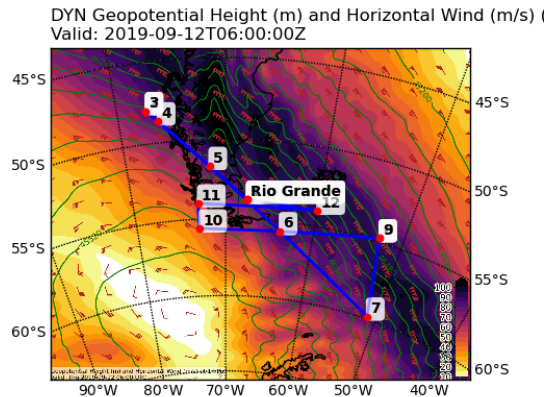 DYN Geopotential Height (m) and Horizontal Wind (m/s) (
Valid: 2019-09-12T06:00:00Z
45°S
45°S
3
4
50°S
5
50°S
11
Rio Grande
12
10
6
9
55°S
55°S
7
100
90
80
70
60
50
40
30
20
60°S
60°S
90°W
80°W
70°W
60°W
50°W
40°W